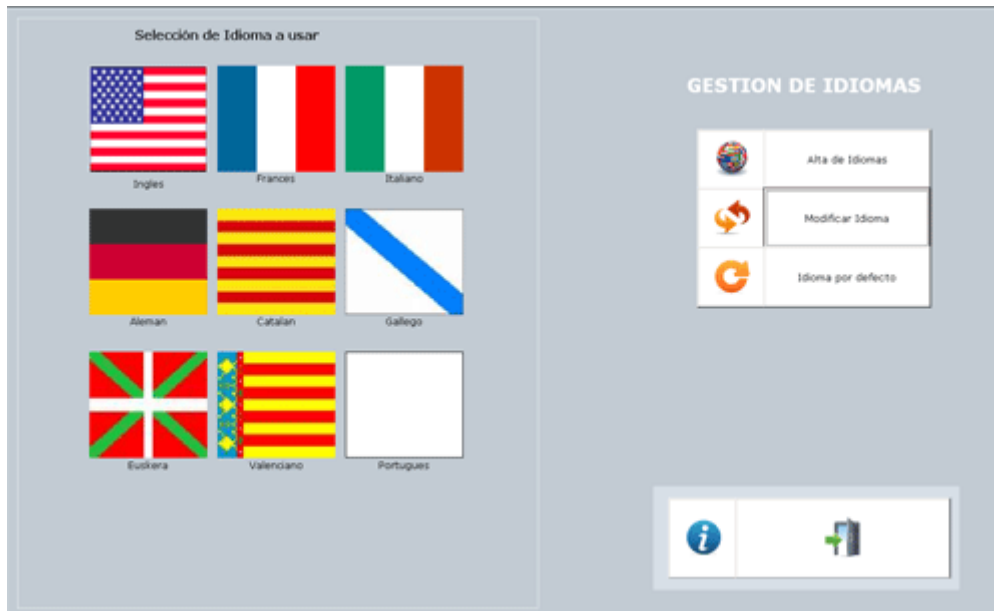 Selección de Idioma a usar
Ingles
Frances
Italiano
Aleman
Catalan
Gallego
Euskera
Valenciano
Portugues
GESTION DE IDIOMAS
Alta de Idiomas
Modificar Idioma
Idioma por defecto